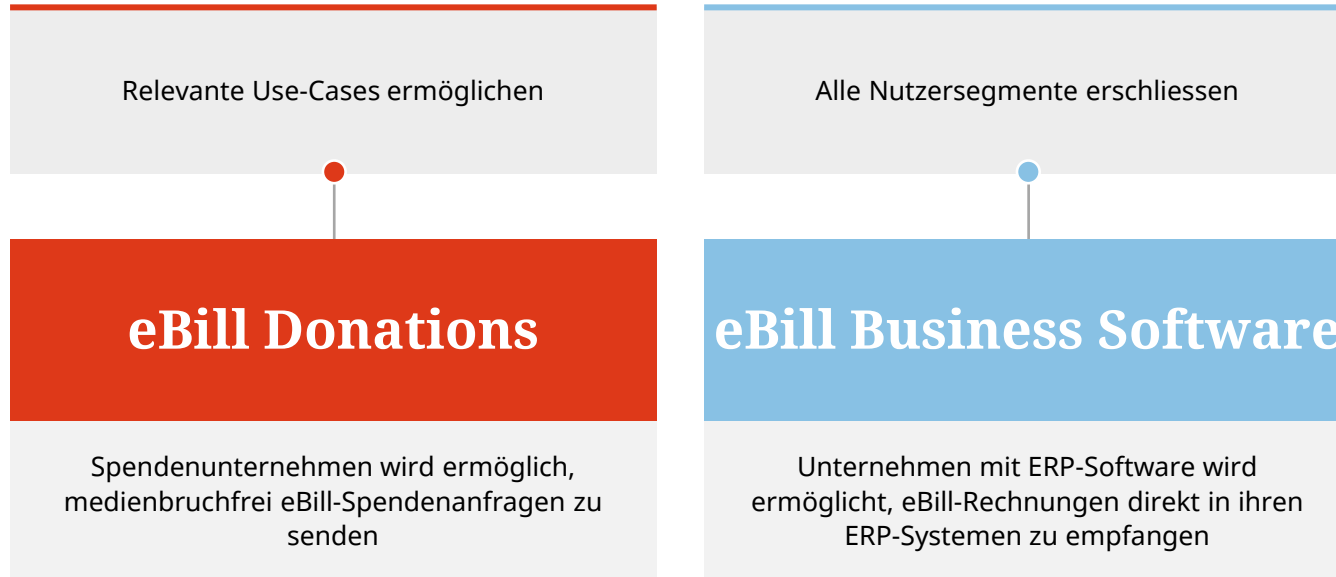 Relevante Use-Cases ermöglichen
Alle Nutzersegmente erschliessen
eBill Donations
eBill Business Software
Spendenunternehmen wird ermöglich,
medienbruchfrei eBill-Spendenanfragen zu
senden
Unternehmen mit ERP-Software wird
ermöglicht, eBill-Rechnungen direkt in ihren
ERP-Systemen zu empfangen